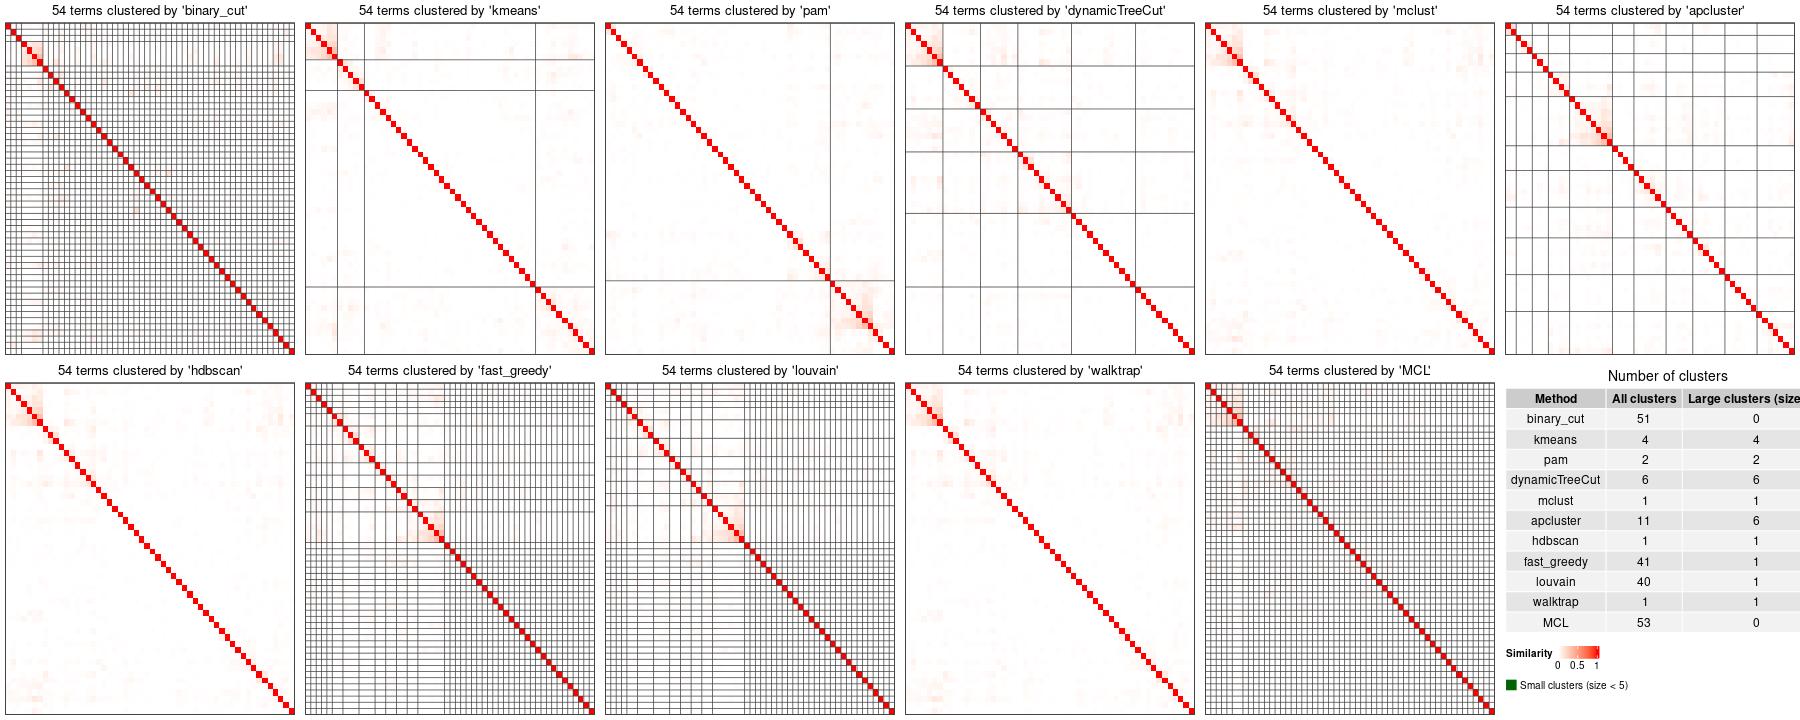 54 terms clustered by 'binary_cut'
54 terms clustered by 'kmeans'
54 terms clustered by 'pam'
54 terms clustered by 'dynamicTreeCut'
54 terms clustered by 'mclust'
54 terms clustered by 'apcluster'
54 terms clustered by 'hdbscan'
54 terms clustered by 'fast_greedy'
54 terms clustered by 'louvain'
54 terms clustered by 'walktrap'
54 terms clustered by 'MCL'
Number of clusters
Method All clusters Large clusters (size
binary_cut 51 0
kmeans 4 4
pam 2 2
dynamicTreeCut 6 6
mclust 1 1
apcluster 11 6
hdbscan 1 1
fast_greedy 41 1
louvain 40 1
walktrap 1 1
MCL 53 0
Similarity
0 0.5 1
Small clusters (size < 5)